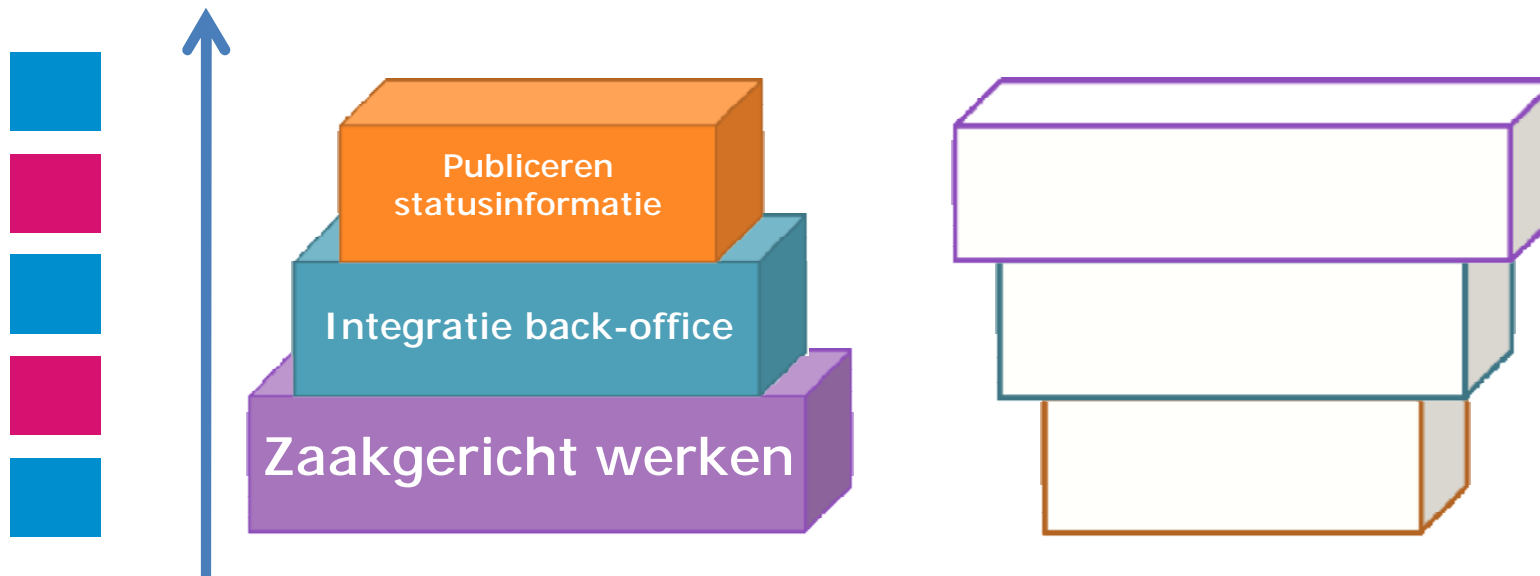 Publiceren
statusinformatie
Integratie back-office
Zaakgericht werken